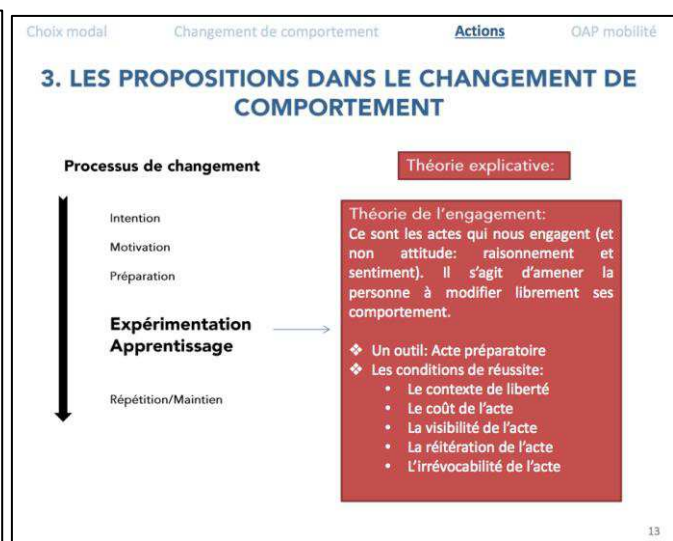 Choix modal Changement de comportement Actions OAP mobilité
3. LES PROPOSITIONS DANS LE CHANGEMENT DE
COMPORTEMENT
Processus de changement
Intention
Motivation
Préparation
Expérimentation
Apprentissage
Répétition/Maintien
Théorie explicative:
Théorie de l'engagement:
Ce sont les actes qui nous engagent (et
non attitude: raisonnement et
sentiment). Il s'agit d'amener la
personne à modifier librement ses
comportement.
❖ Un outil: Acte préparatoire
❖ Les conditions de réussite:
• Le contexte de liberté
• Le coût de l'acte
• La visibilité de l'acte
• La réitération de l'acte
• L'irrévocabilité de l'acte
13